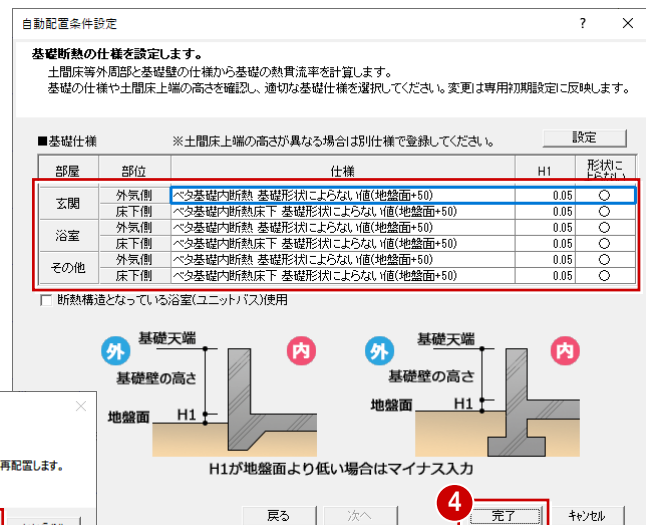 自動配置条件設定 ? ×
基礎断熱の仕様を設定します。
土間床等外周部と基礎壁の仕様から基礎の熱貫流率を計算します。
基礎の仕様や土間床上端の高さを確認し、適切な基礎仕様を選択してください。変更は専用初期設定に反映します。
■基礎仕様 ※土間床上端の高さが異なる場合は別仕様で登録してください。 設定
部屋 部位 仕様 H1 形状によらない
玄関 外気側 ベタ基礎内断熱 基礎形状によらない値(地盤面+50) 0.05 ○
床下側 ベタ基礎内断熱床下 基礎形状によらない値(地盤面+50) 0.05 ○
浴室 外気側 ベタ基礎内断熱 基礎形状によらない値(地盤面+50) 0.05 ○
床下側 ベタ基礎内断熱床下 基礎形状によらない値(地盤面+50) 0.05 ○
その他 外気側 ベタ基礎内断熱 基礎形状によらない値(地盤面+50) 0.05 ○
床下側 ベタ基礎内断熱床下 基礎形状によらない値(地盤面+50) 0.05 ○
断熱構造となっている浴室(ユニットバス)使用
外 基礎天端 内 外 基礎天端 内
基礎壁の高さ 基礎壁の高さ
地盤面 H1 地盤面 H1
再配置します。
H1が地盤面より低い場合はマイナス入力
4
戻る 次へ 完了 キャンセル